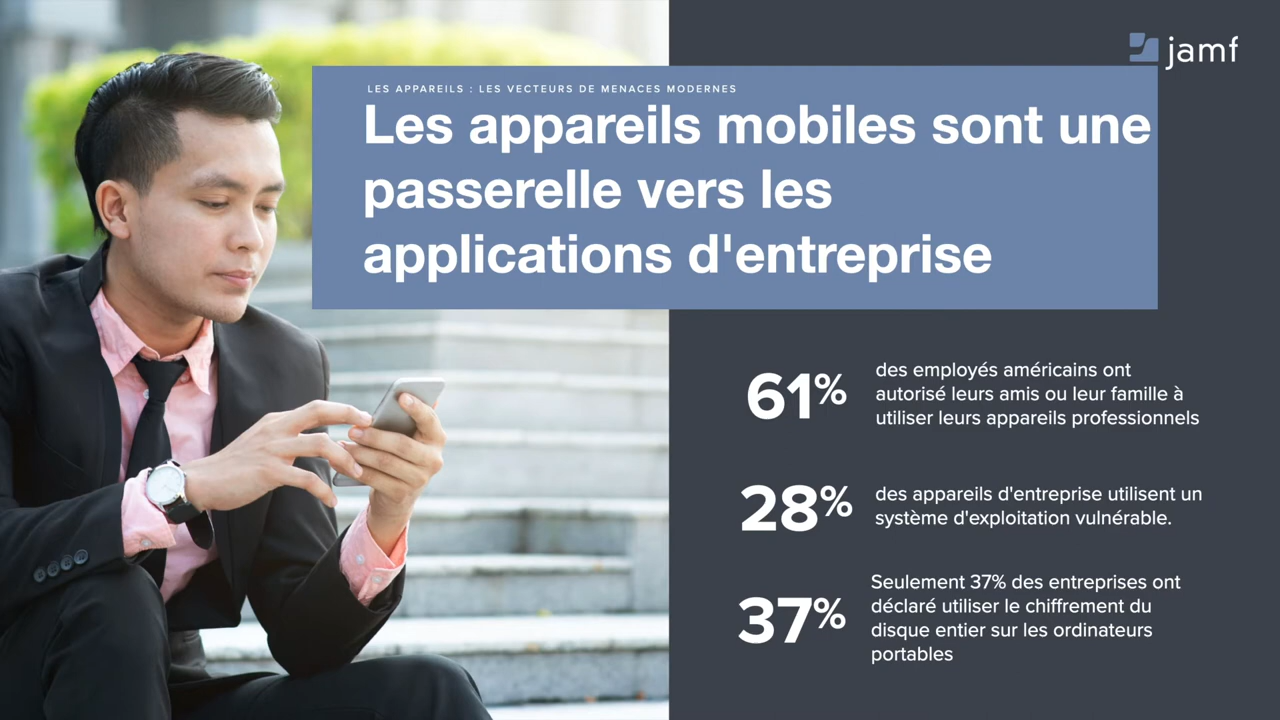 jamf
LES APPAREILS : LES VECTEURS DE MENACES MODERNES
Les appareils mobiles sont une
passerelle vers les
applications d'entreprise
61%
des employés américains ont
autorisé leurs amis ou leur famille à
utiliser leurs appareils professionnels
28%
des appareils d'entreprise utilisent un
système d'exploitation vulnérable.
37%
Seulement 37% des entreprises ont
déclaré utiliser le chiffrement du
disque entier sur les ordinateurs
portables